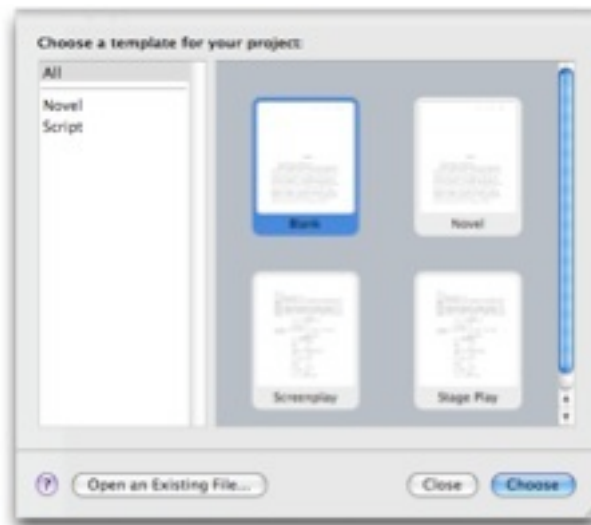 Choose a template for your project:
All
Novel
Script
Blank
Novel
Screenplay
Stage Play
?
Open an Existing File...
Close
Choose